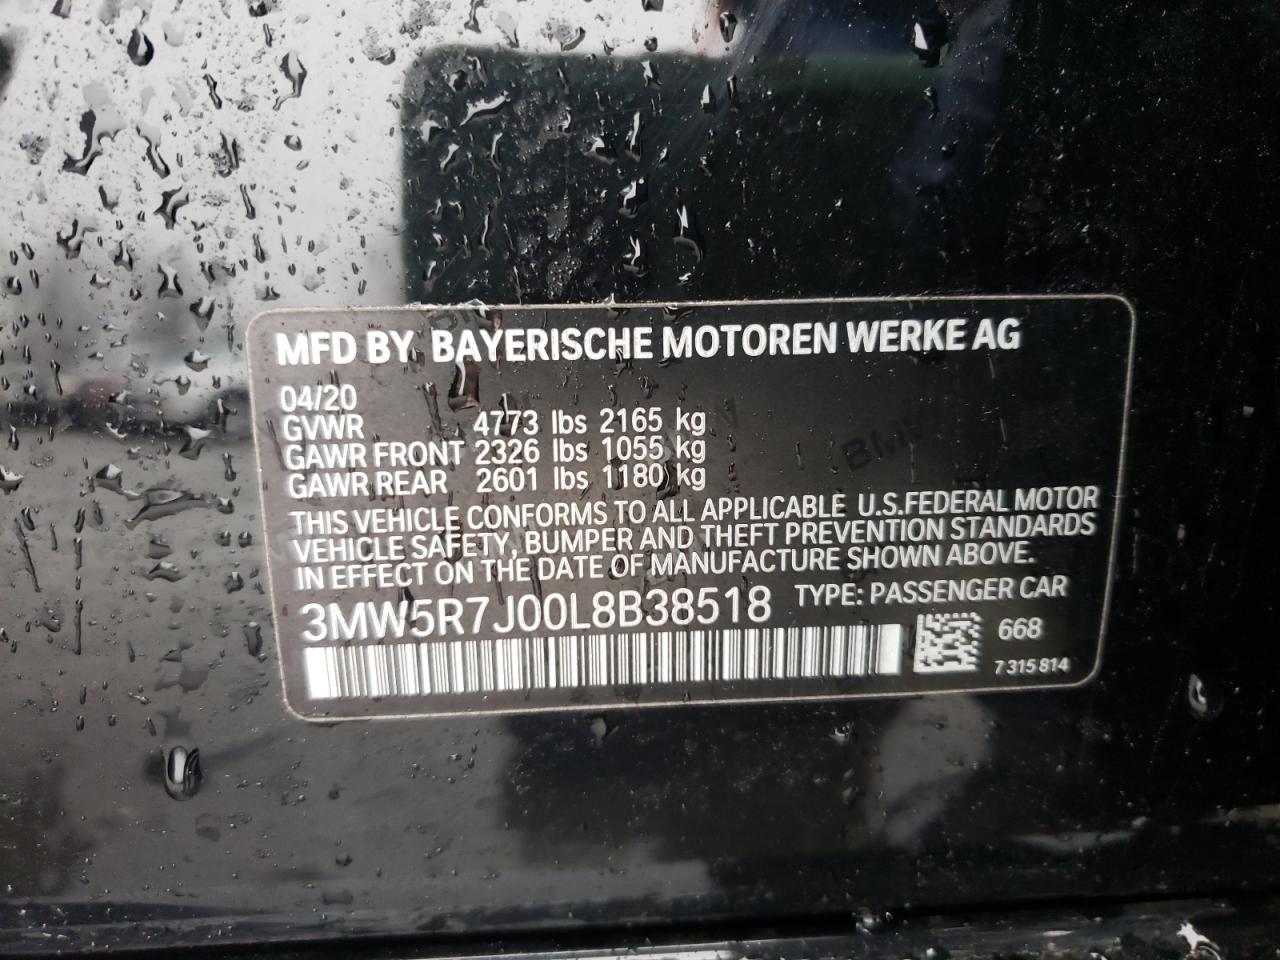 MFD BY BAYERISCHE MOTOREN WERKE AG
04/20
GVWR 4773 lbs 2165 kg
GAWR FRONT 2326 lbs 1055 kg
GAWR REAR 2601 lbs 1180 kg
THIS VEHICLE CONFORMS TO ALL APPLICABLE U.S.FEDERAL MOTOR
VEHICLE SAFETY, BUMPER AND THEFT PREVENTION STANDARDS
IN EFFECT ON THE DATE OF MANUFACTURE SHOWN ABOVE.
3MW5R7J00L8B38518 TYPE: PASSENGER CAR
668
7 315 814
BMW